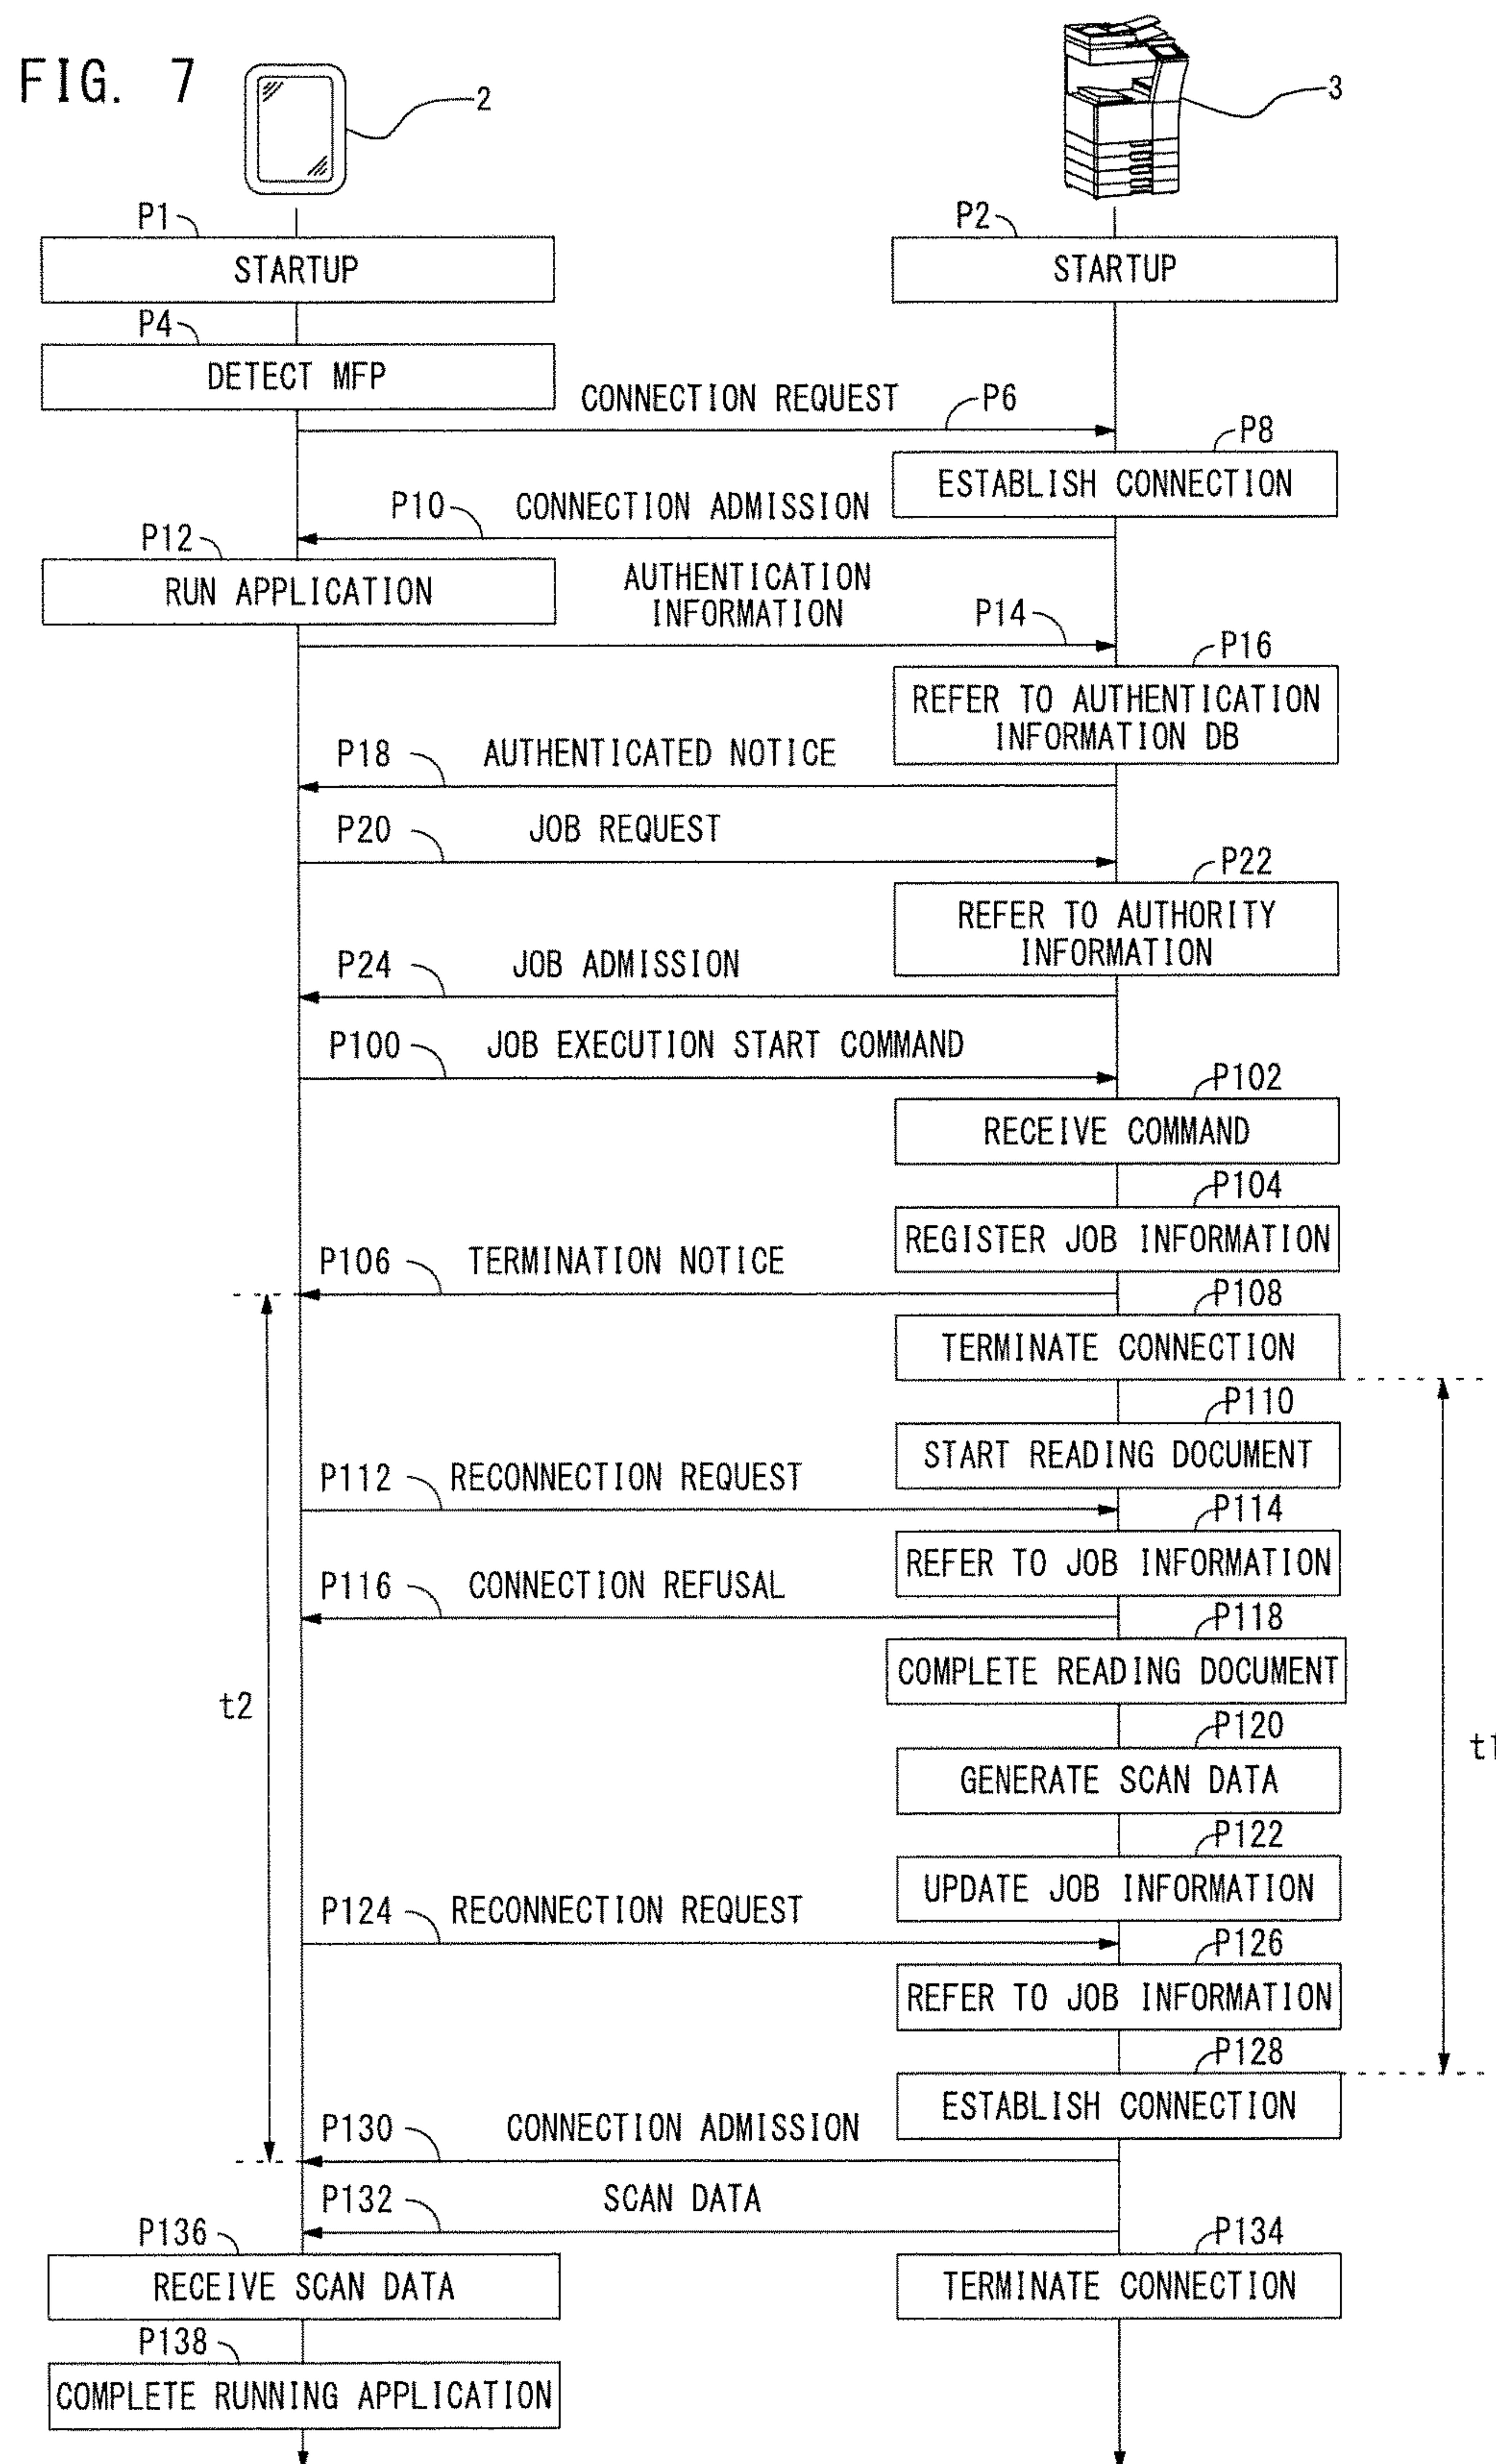 FIG. 7
2
3
P1
STARTUP
P2
STARTUP
P4
DETECT MFP
CONNECTION REQUEST
P6
P8
ESTABLISH CONNECTION
P10
CONNECTION ADMISSION
P12
RUN APPLICATION
AUTHENTICATION
INFORMATION
P14
P16
REFER TO AUTHENTICATION
INFORMATION DB
P18
AUTHENTICATED NOTICE
P20
JOB REQUEST
P22
REFER TO AUTHORITY
INFORMATION
P24
JOB ADMISSION
P100
JOB EXECUTION START COMMAND
P102
RECEIVE COMMAND
P104
REGISTER JOB INFORMATION
P106
TERMINATION NOTICE
P108
TERMINATE CONNECTION
P110
START READING DOCUMENT
P112
RECONNECTION REQUEST
P114
REFER TO JOB INFORMATION
P116
CONNECTION REFUSAL
P118
COMPLETE READING DOCUMENT
t2
P120
t1
GENERATE SCAN DATA
P122
UPDATE JOB INFORMATION
P124
RECONNECTION REQUEST
P126
REFER TO JOB INFORMATION
P128
ESTABLISH CONNECTION
P130
CONNECTION ADMISSION
P132
SCAN DATA
P136
RECEIVE SCAN DATA
P134
TERMINATE CONNECTION
P138
COMPLETE RUNNING APPLICATION